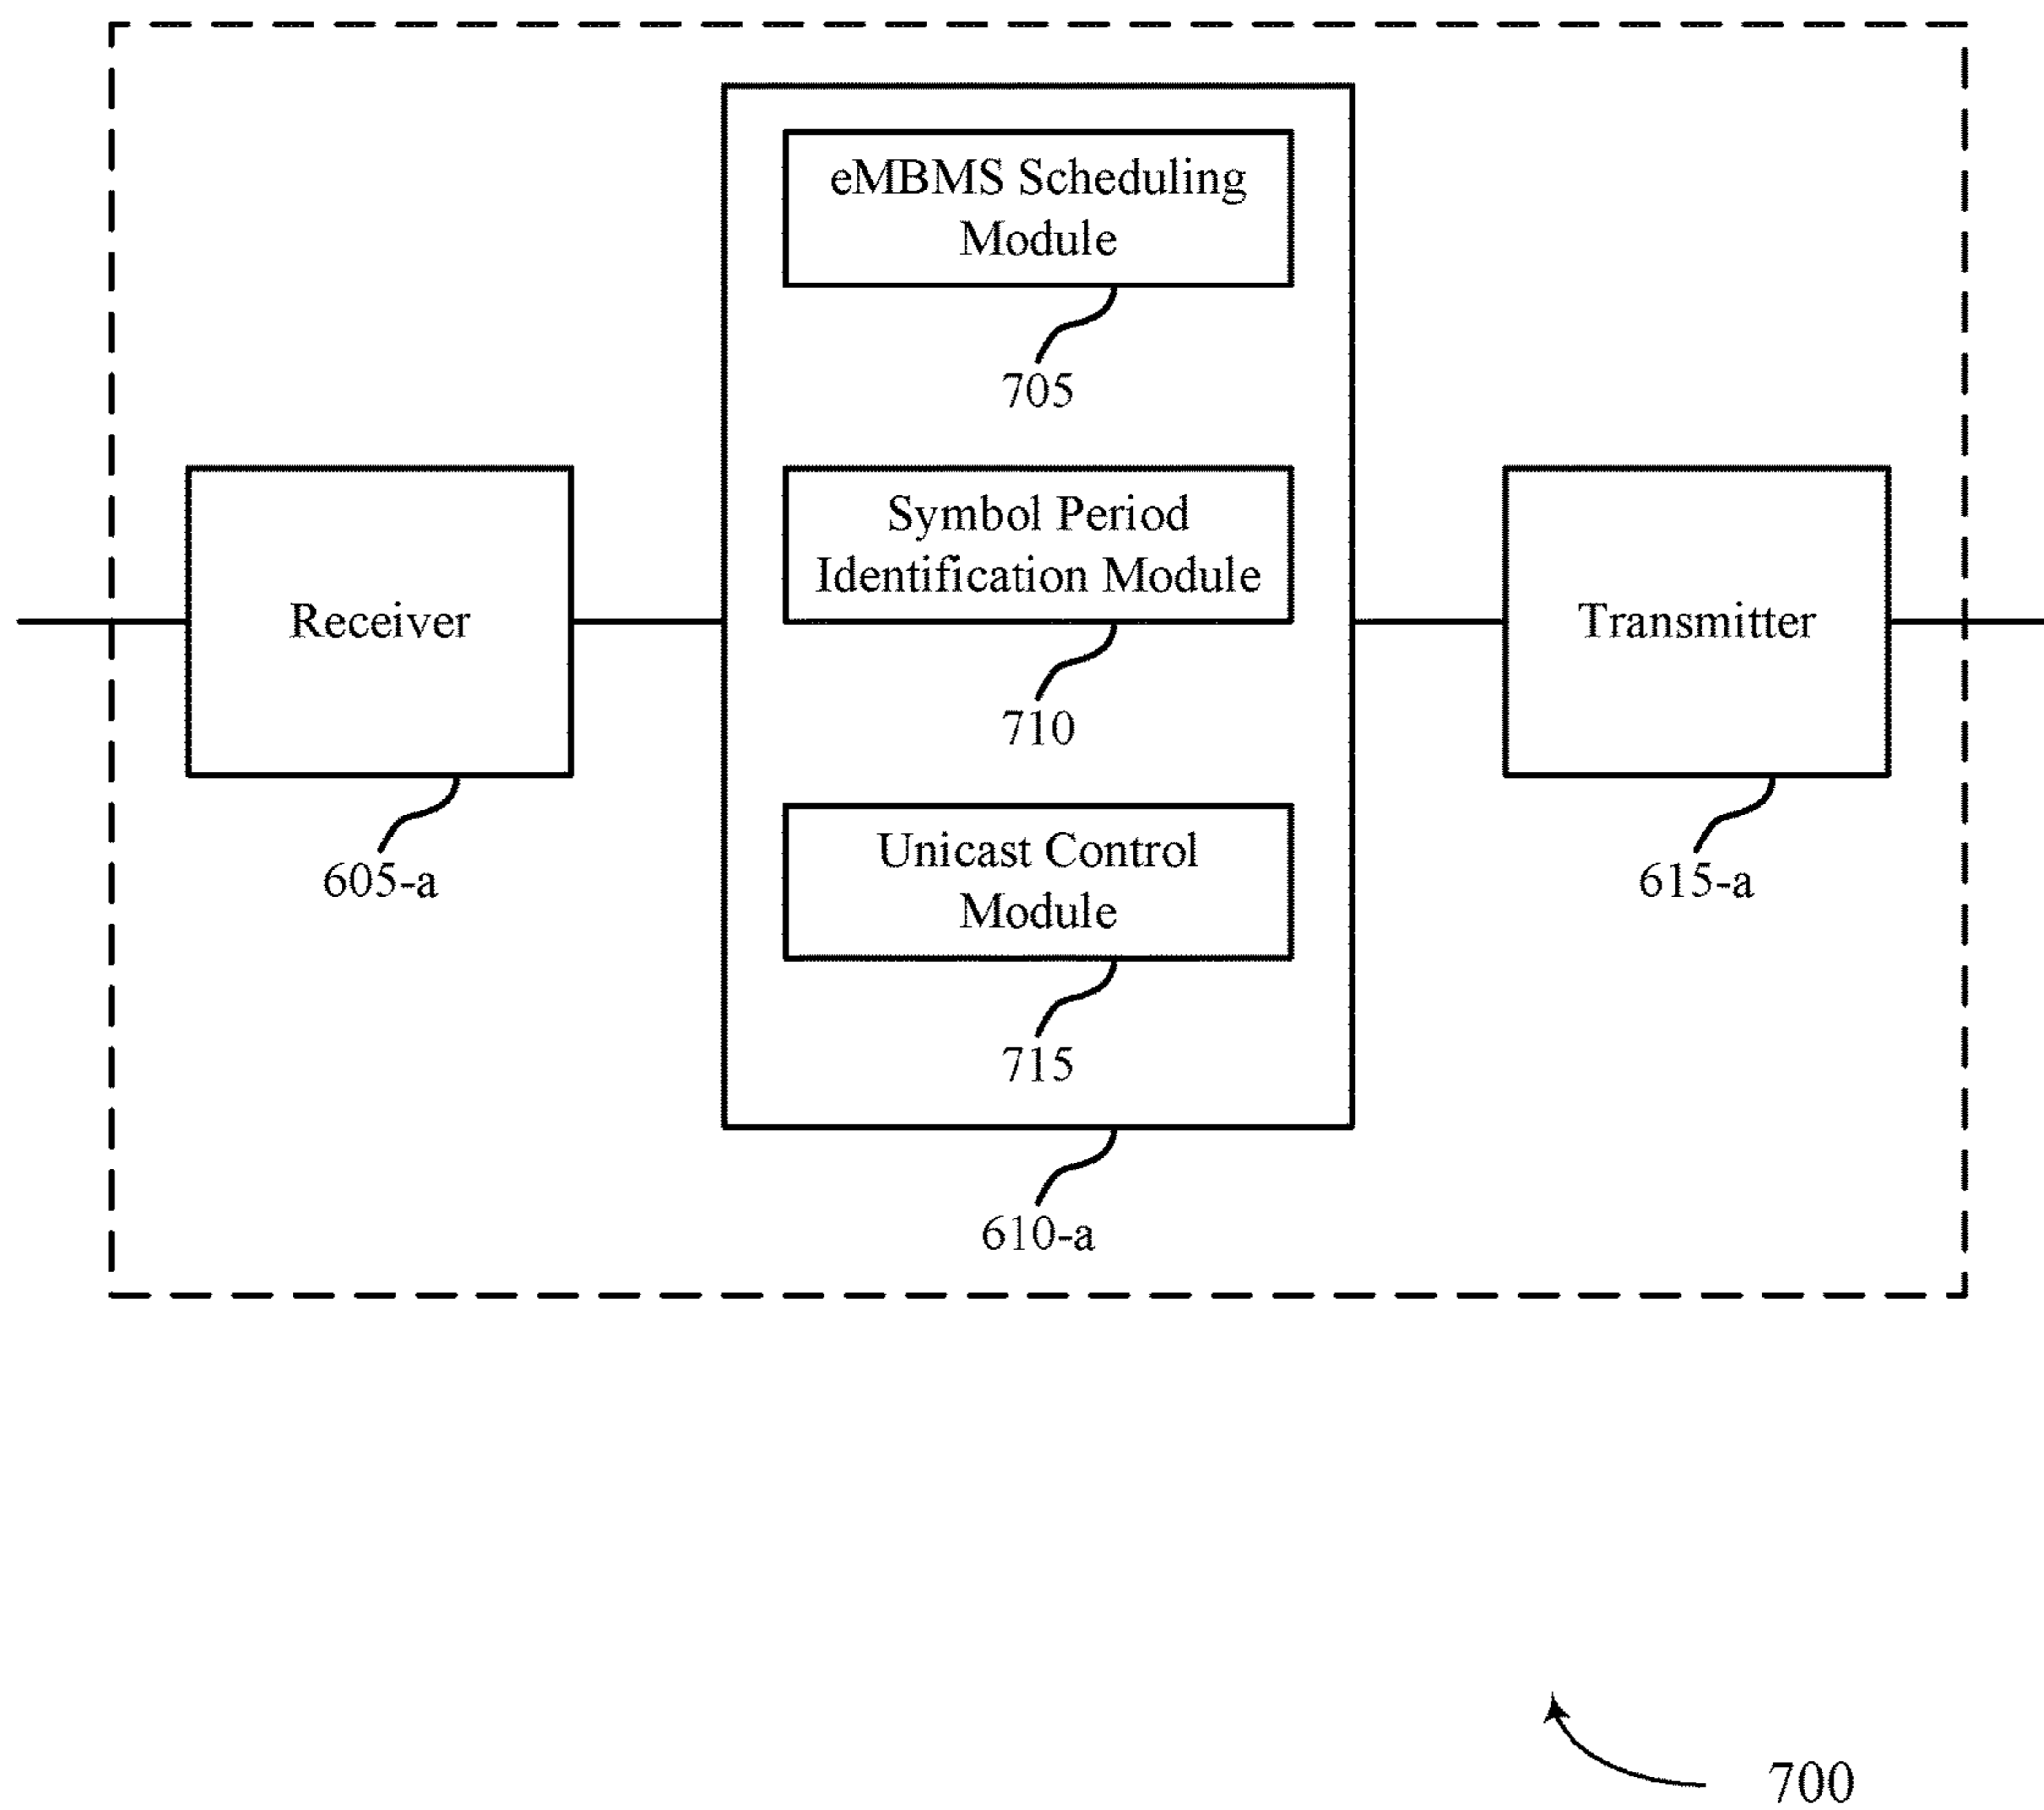 eMBMS Scheduling
Module
705
Symbol Period
Identification Module
710
Receiver
605-a
Transmitter
615-a
Unicast Control
Module
715
610-a
700